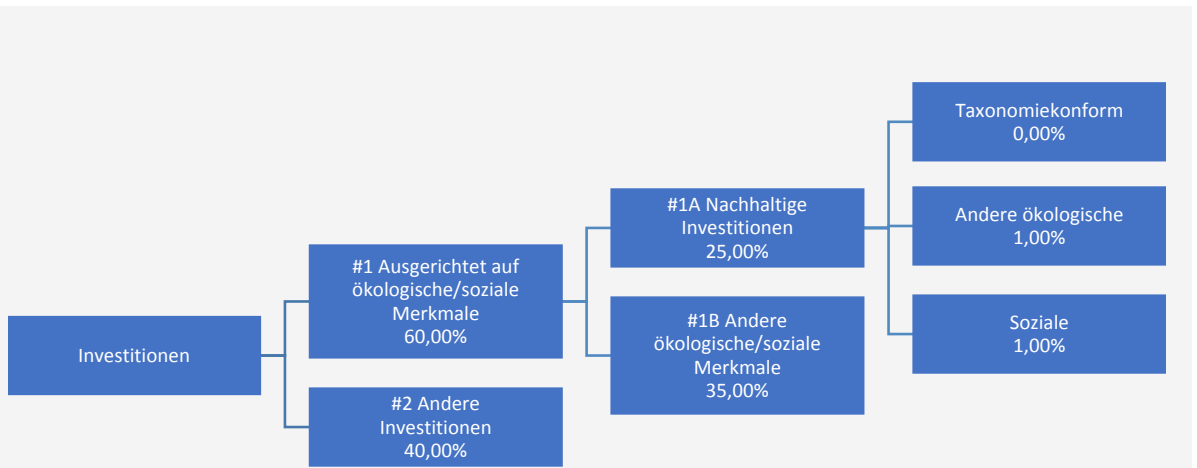 Investitionen
#1 Ausgerichtet auf
ökologische/soziale
Merkmale
60,00%
#2 Andere
Investitionen
40,00%
#1A Nachhaltige
Investitionen
25,00%
#1B Andere
ökologische/soziale
Merkmale
35,00%
Taxonomiekonform
0,00%
Andere ökologische
1,00%
Soziale
1,00%